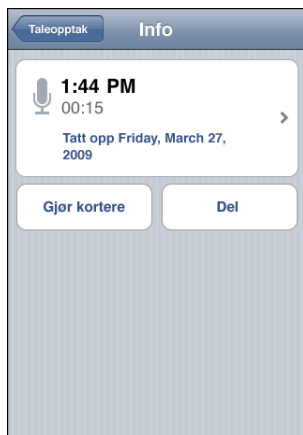 Taleopptak
Info
1:44 PM
00:15
Tatt opp Friday, March 27,
2009
Gjør kortere
Del